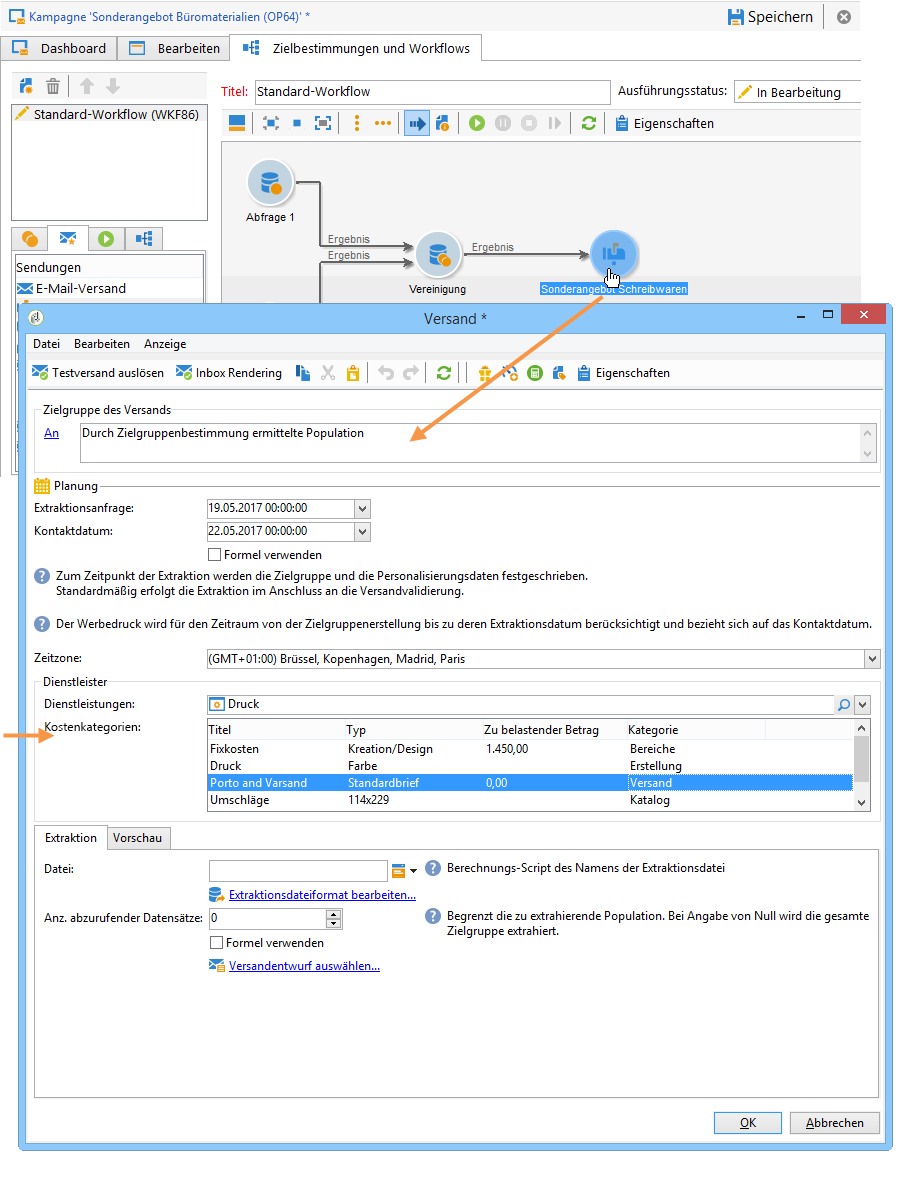 Kampagne 'Sonderangebot Büromaterialien (OP64)' *
Speichern
Dashboard
Bearbeiten
Zielbestimmungen und Workflows
Titel:
Standard-Workflow
Ausführungsstatus:
In Bearbeitung
Standard-Workflow (WKF86)
Eigenschaften
Abfrage 1
Ergebnis
Ergebnis
Ergebnis
Vereinigung
Sonderangebot Schreibwaren
Sendungen
E-Mail-Versand
Versand *
Datei
Bearbeiten
Anzeige
Testversand auslösen
Inbox Rendering
Eigenschaften
Zielgruppe des Versands
An
Durch Zielgruppenbestimmung ermittelte Population
Planung
Extraktionsanfrage:
19.05.2017 00:00:00
Kontaktdatum:
22.05.2017 00:00:00
Formel verwenden
Zum Zeitpunkt der Extraktion werden die Zielgruppe und die Personalisierungsdaten festgeschrieben.
Standardmäßig erfolgt die Extraktion im Anschluss an die Versandvalidierung.
Der Werbedruck wird für den Zeitraum von der Zielgruppenerstellung bis zu deren Extraktionsdatum berücksichtigt und bezieht sich auf das Kontaktdatum.
Zeitzone:
(GMT+01:00) Brüssel, Kopenhagen, Madrid, Paris
Dienstleister
Dienstleistungen:
Druck
Kostenkategorien:
Titel Typ Zu belastender Betrag Kategorie
Fixkosten Kreation/Design 1.450,00 Bereiche
Druck Farbe Erstellung
Porto and Varsand Standardbrief 0,00 Versand
Umschläge 114x229 Katalog
Extraktion
Vorschau
Datei:
Berechnungs-Script des Namens der Extraktionsdatei
Extraktionsdateiformat bearbeiten...
Anz. abzurufender Datensätze:
0
Begrenzt die zu extrahierende Population. Bei Angabe von Null wird die gesamte
Zielgruppe extrahiert.
Formel verwenden
Versandentwurf auswählen...
OK
Abbrechen